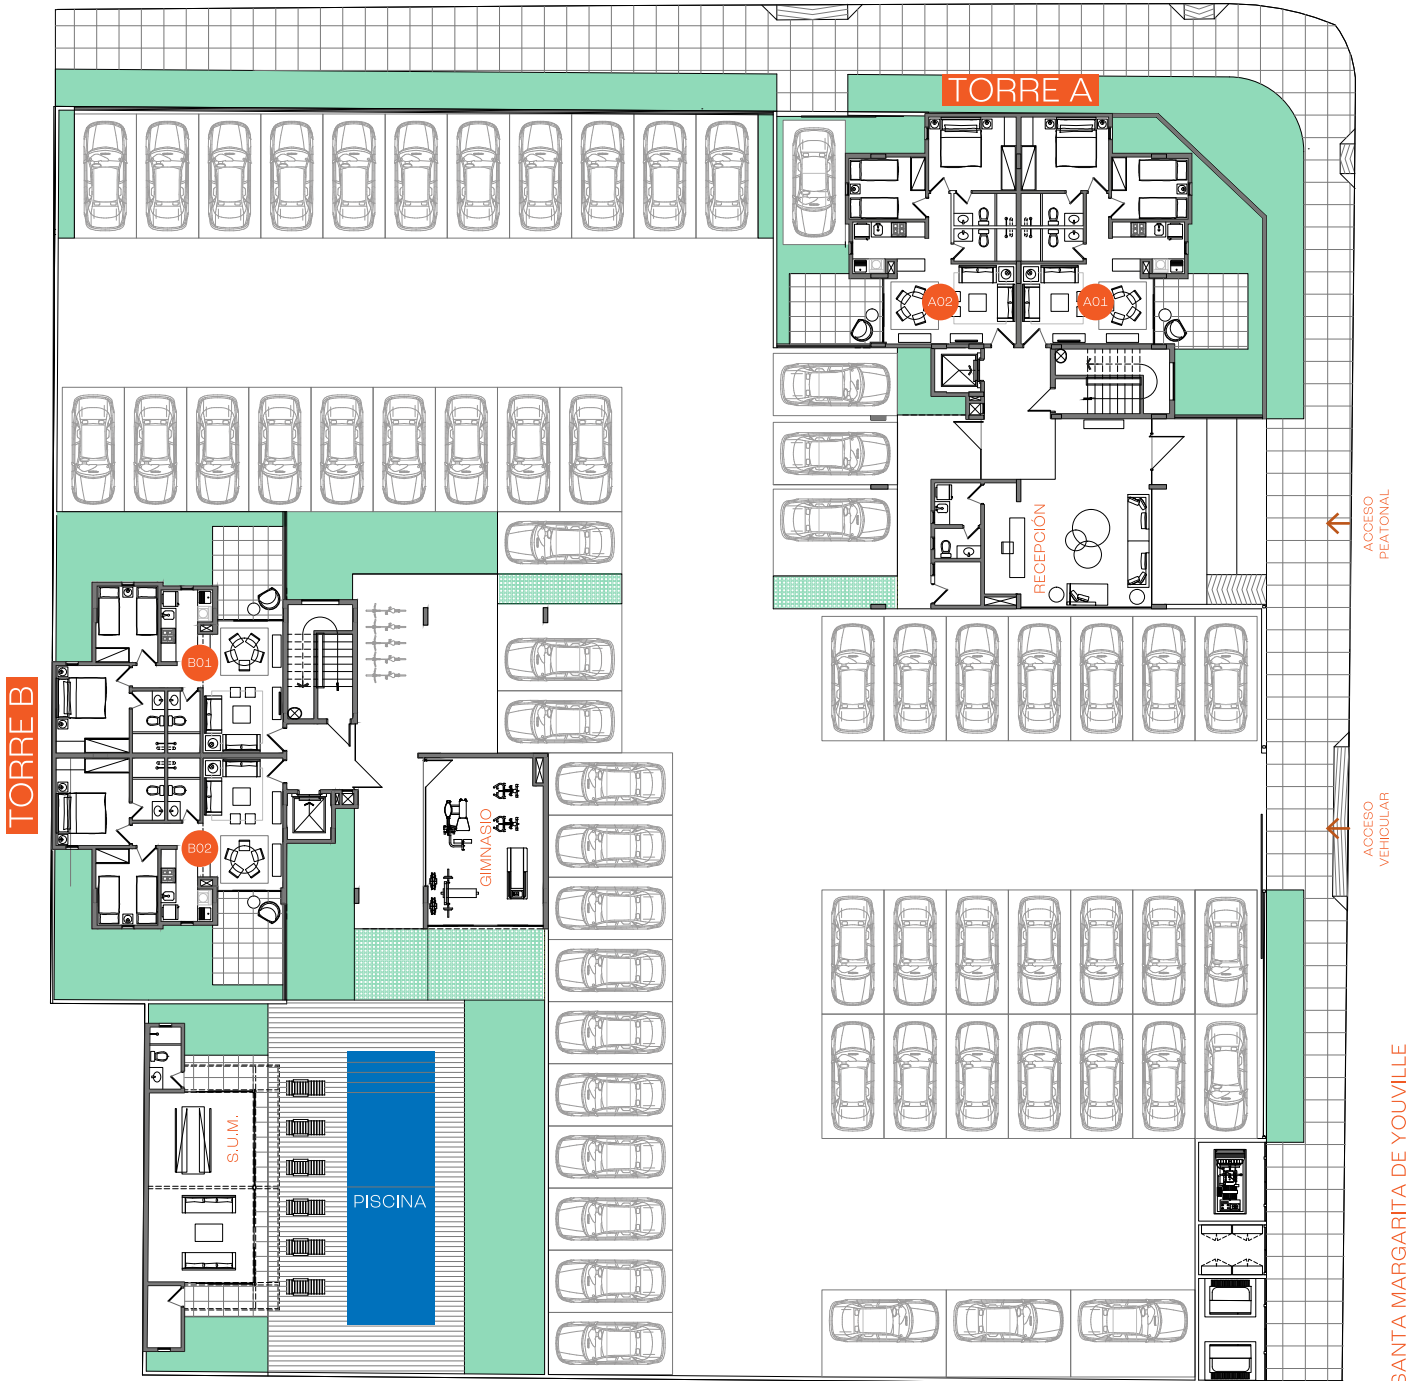 TORRE A
A02
A01
RECEPCIÓN
ACCESO
PEATONAL
B01
TORRE B
B02
GIMNASIO
ACCESO
VEHICULAR
S.U.M.
PISCINA
SANTA MARGARITA DE YOUVILLE